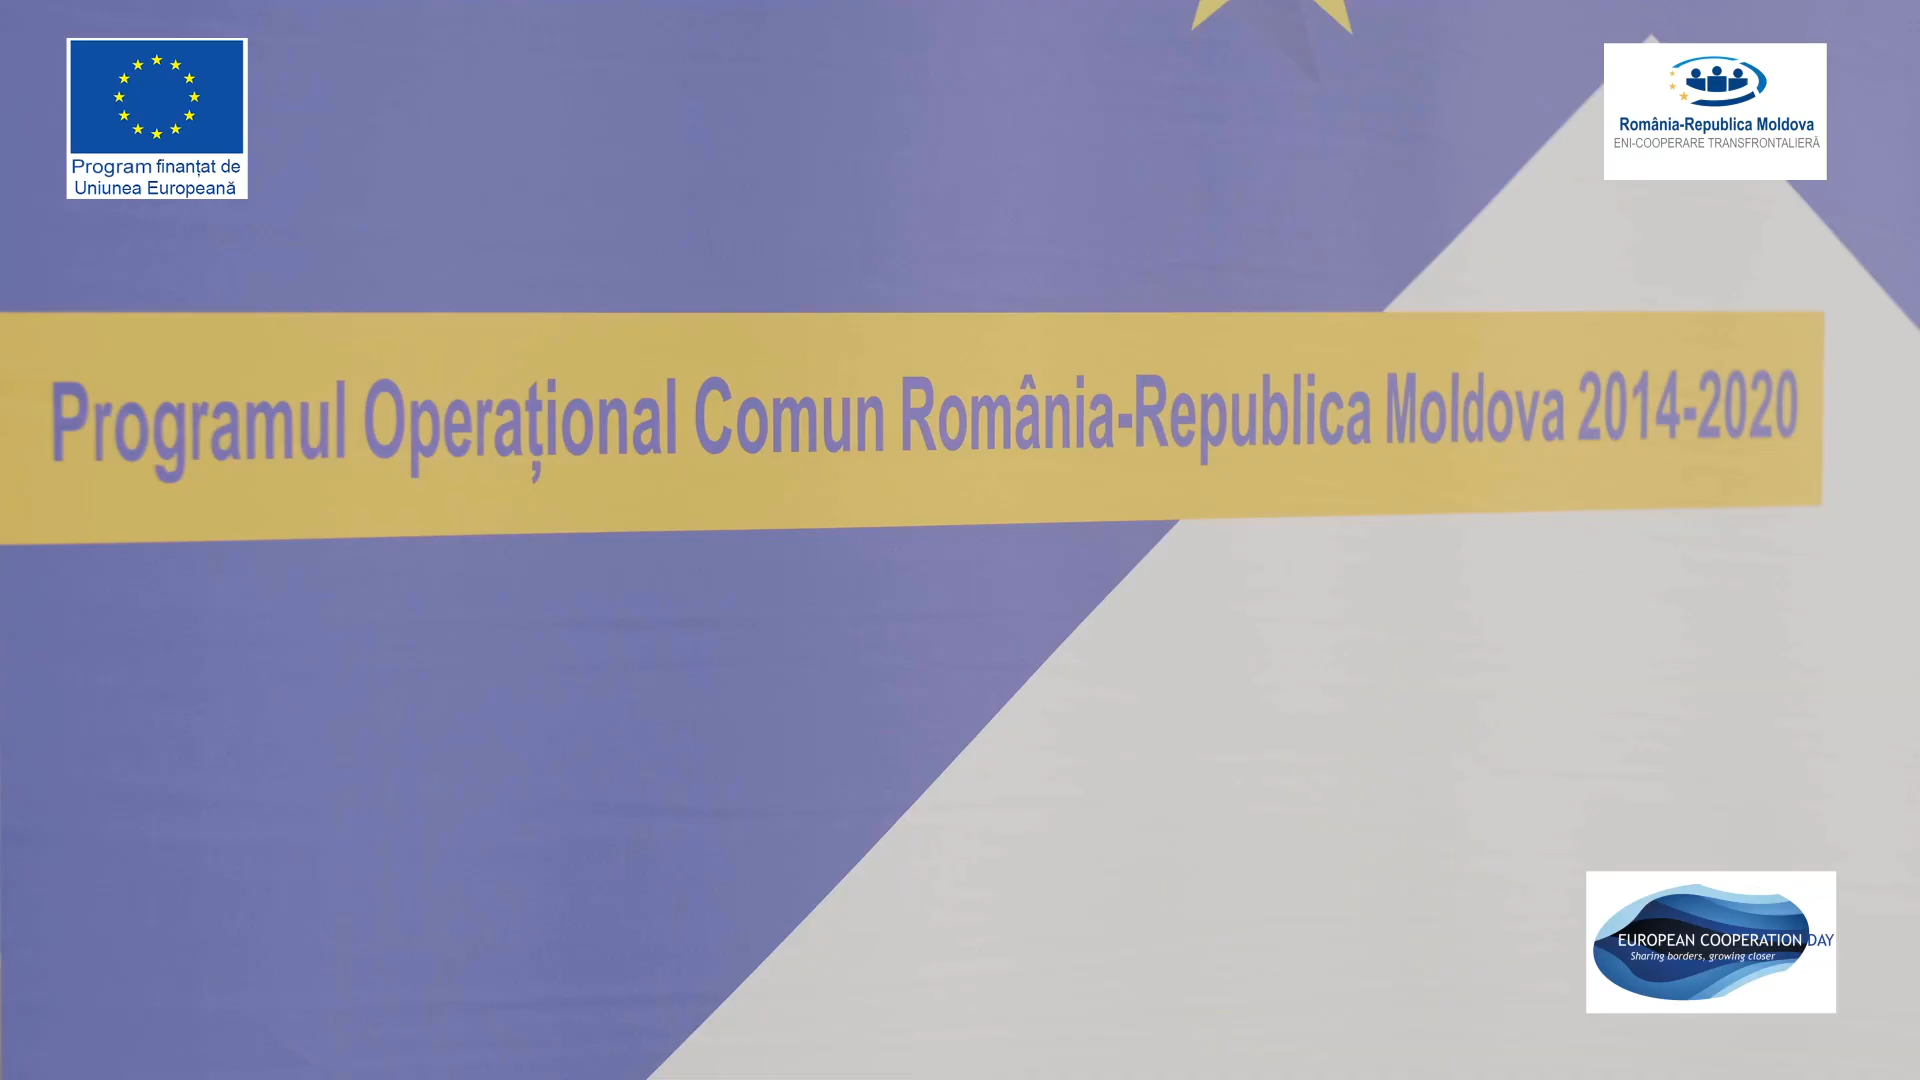 Program finanțat de
Uniunea Europeană
România-Republica Moldova
ENI-COOPERARE TRANSFRONTALIERĂ
Programul Operațional Comun România-Republica Moldova 2014-2020
EUROPEAN COOPERATION DAY
Sharing borders, growing closer